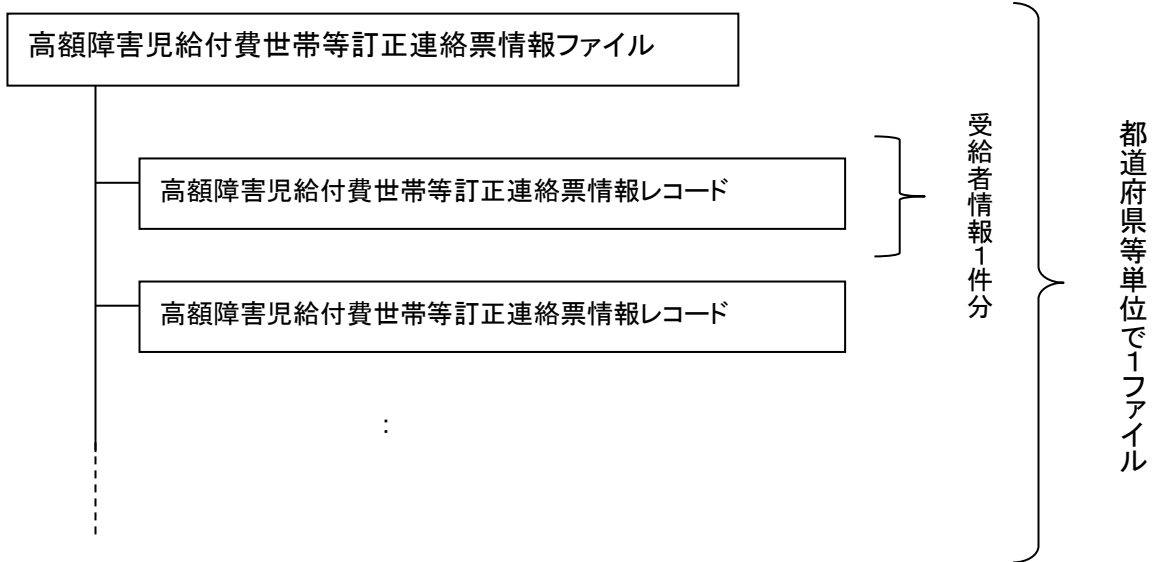 高額障害児給付費世帯等訂正連絡票情報ファイル
高額障害児給付費世帯等訂正連絡票情報レコード
高額障害児給付費世帯等訂正連絡票情報レコード
:
受給者情報1件分
都道府県等単位で1ファイル